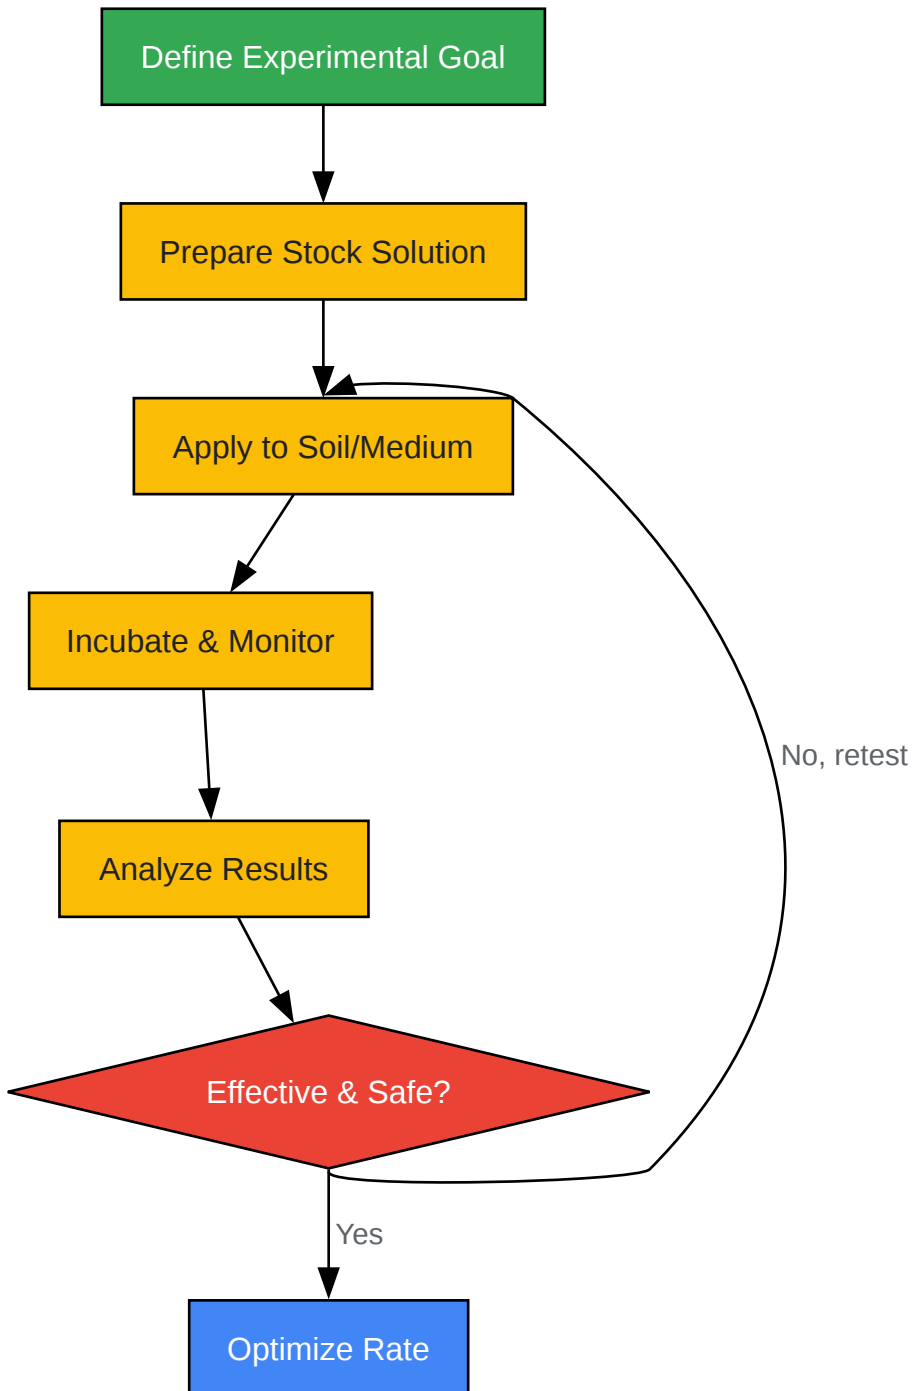 Define Experimental Goal
Prepare Stock Solution
Apply to Soil/Medium
Incubate & Monitor
No, retest
Analyze Results
Effective & Safe?
Yes
Optimize Rate